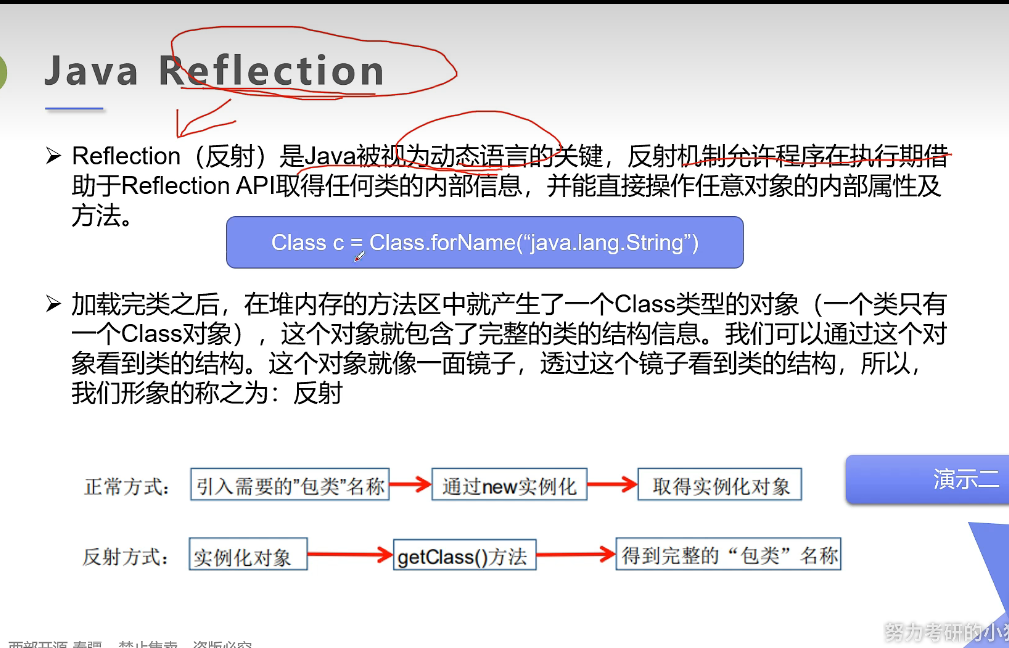 Java Reflection
Reflection（反射）是Java被视为动态语言的关键，反射机制允许程序在执行期借
助于Reflection API取得任何类的内部信息，并能直接操作任意对象的内部属性及
方法。
Class c = Class.forName(“java.lang.String”)
加载完类之后，在堆内存的方法区中就产生了一个Class类型的对象（一个类只有
一个Class对象），这个对象就包含了完整的类的结构信息。我们可以通过这个对
象看到类的结构。这个对象就像一面镜子，透过这个镜子看到类的结构，所以，
我们形象的称之为：反射
正常方式： 引入需要的”包类”名称 通过new实例化 取得实例化对象
演示二
反射方式： 实例化对象 getClass()方法 得到完整的“包类”名称
努力考研的小